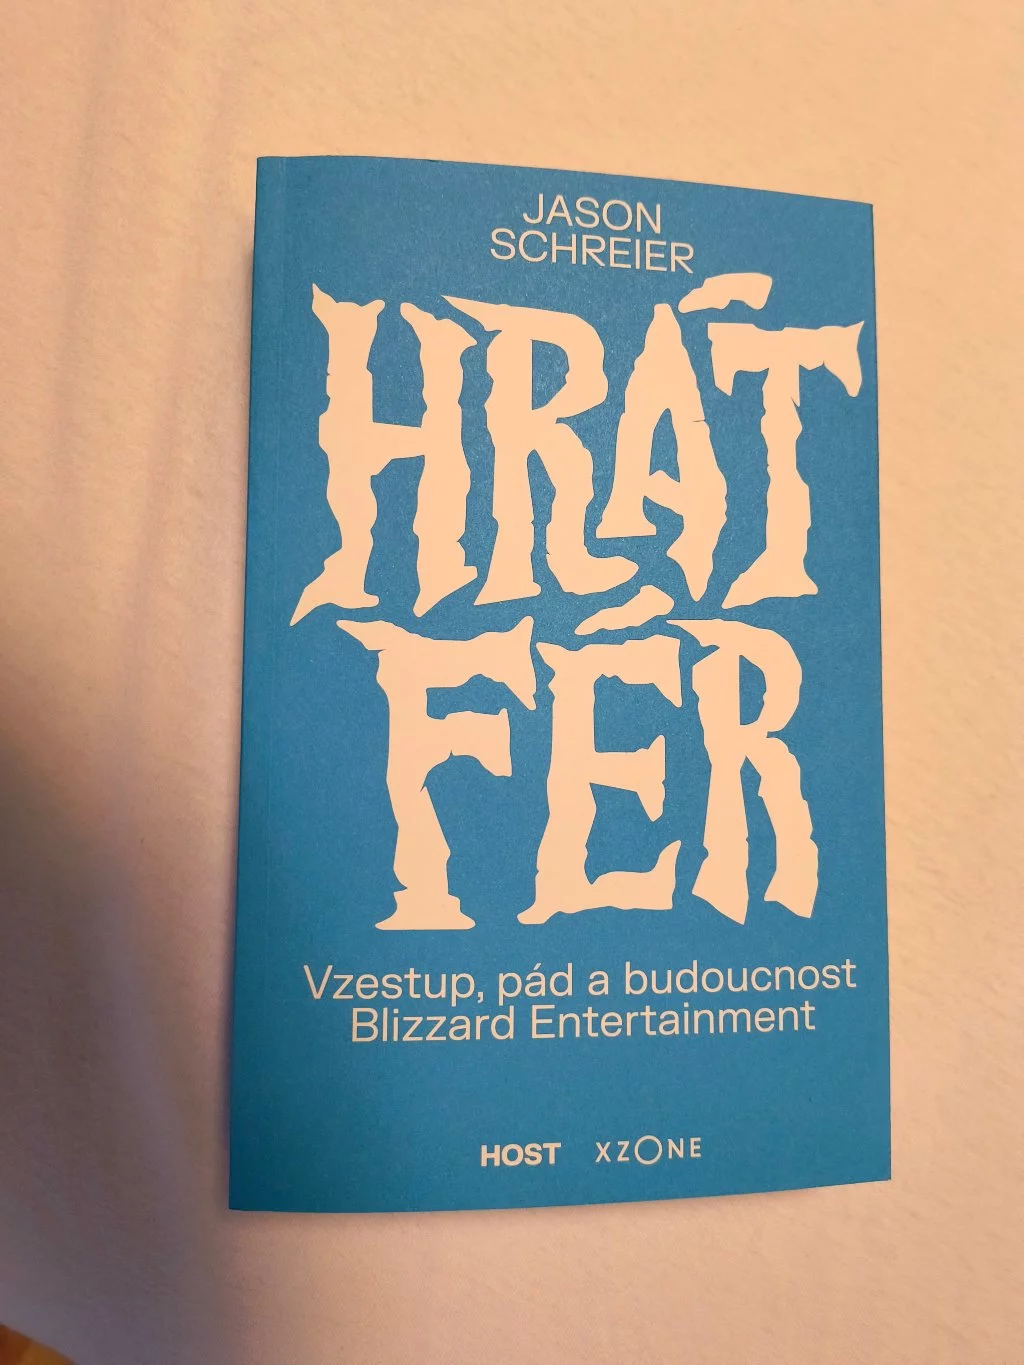 JASON
SCHREIER
HRÁT
FÉR
Vzestup, pád a budoucnost
Blizzard Entertainment
HOST XZONE